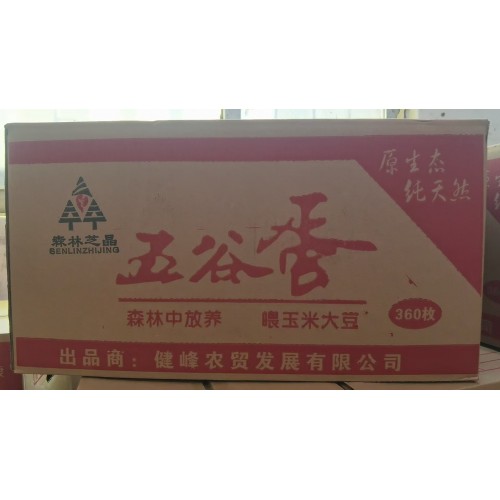 原生态
纯天然
森林芝晶
SENLINZHIJING
五谷蛋
森林中放养 喂玉米大豆
360枚
出品商：健峰农贸发展有限公司